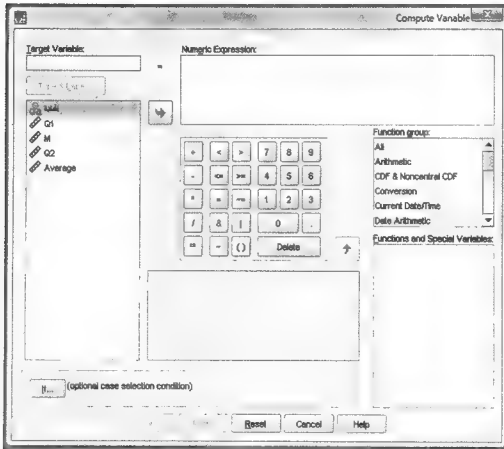 Compute Variable
Target Variable:
Numeric Expression:
=
Q1
M
Q2
Average
+ < > 7 8 9
- <= >= 4 5 6
* = ~= 1 2 3
/ & | 0 .
** ~ ( ) Delete
Function group:
All
Arithmetic
CDF & Noncentral CDF
Conversion
Current Date/Time
Date Arithmetic
Functions and Special Variables:
If... (optional case selection condition)
Reset Cancel Help